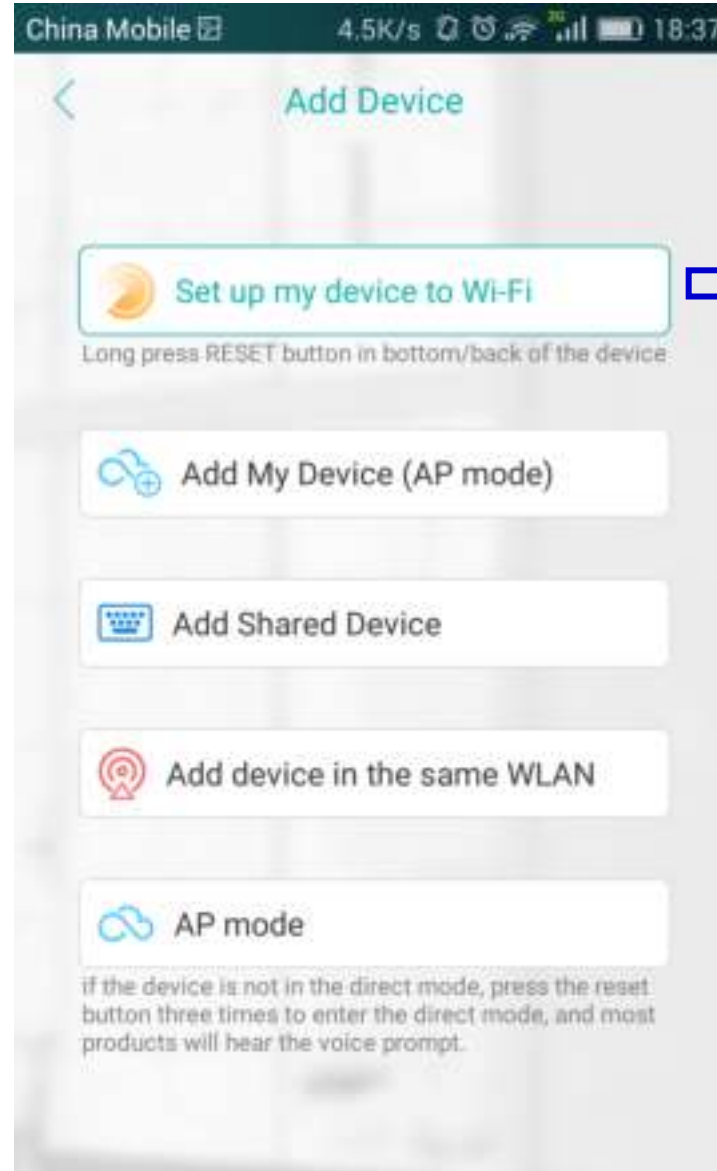 China Mobile 4.5K/s 2G 18:37
Add Device
Set up my device to Wi-Fi
Long press RESET button in bottom/back of the device
Add My Device (AP mode)
Add Shared Device
Add device in the same WLAN
AP mode
if the device is not in the direct mode, press the reset
button three times to enter the direct mode, and most
products will hear the voice prompt.